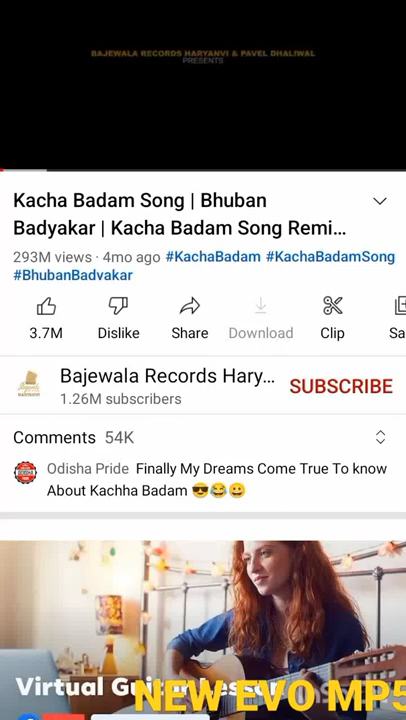 BAJEWALA RECORDS HARYANVI & PAVEL DHALIWAL
PRESENTS
Kacha Badam Song | Bhuban
Badyakar | Kacha Badam Song Remi...
293M views · 4mo ago #KachaBadam #KachaBadamSong
#BhubanBadvakar
3.7M Dislike Share Download Clip Sa
Bajewala Records Hary... SUBSCRIBE
1.26M subscribers
Comments 54K
Odisha Pride Finally My Dreams Come True To know
About Kachha Badam 😎😂😀
Virtual
NEW EVO MP5